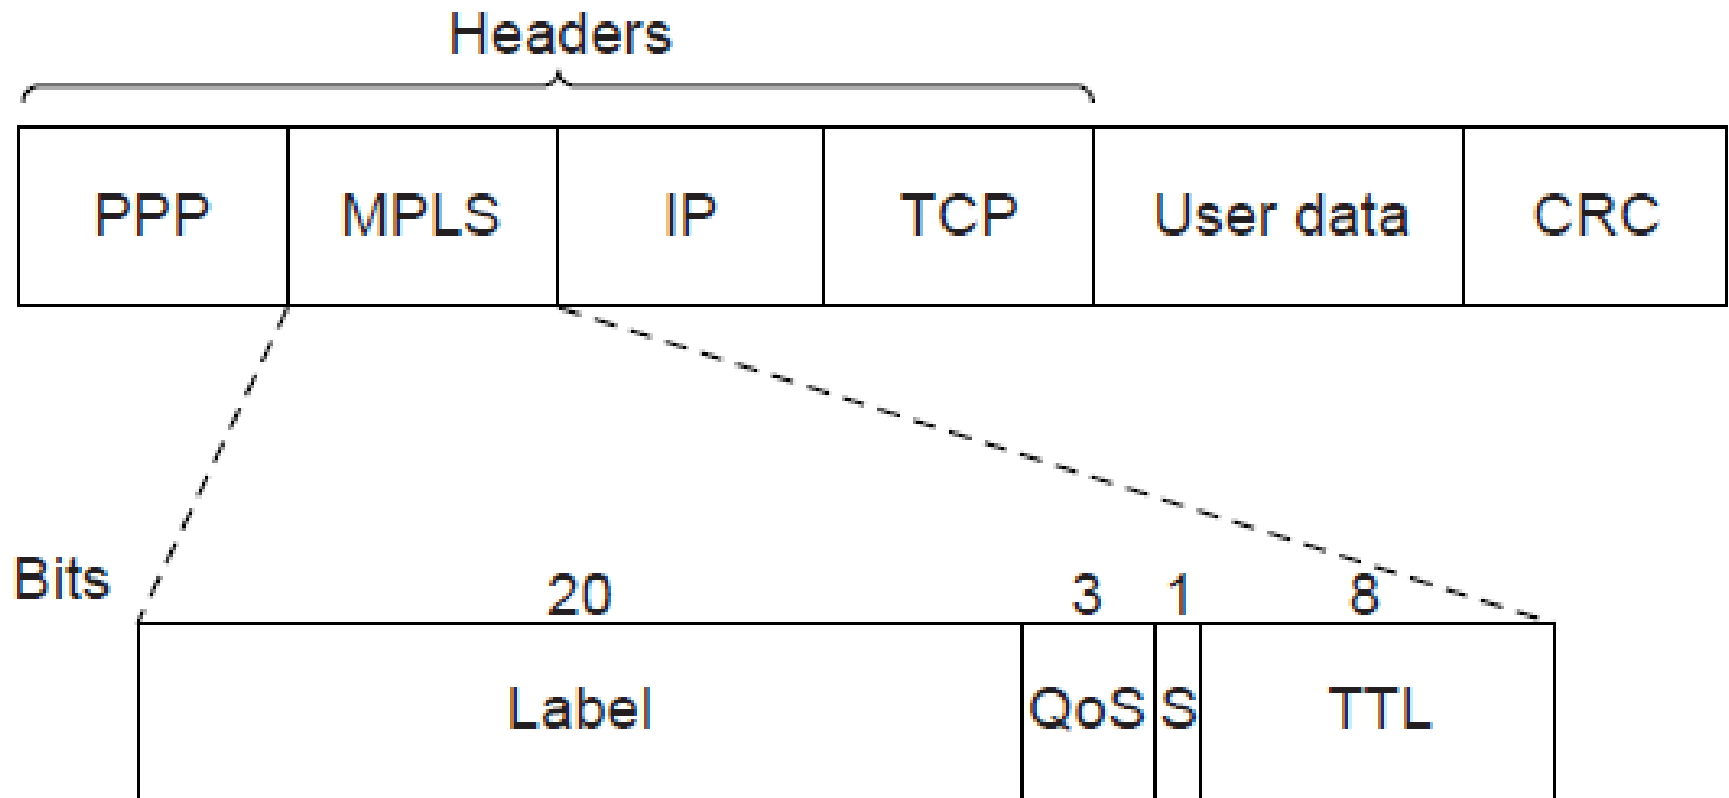 Headers
PPP MPLS IP TCP User data CRC
Bits 20 3 1 8
Label QoS S TTL